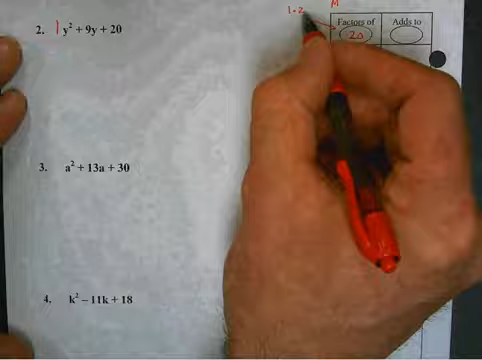 1·2
M
Factors of
Adds to
20
2. 1 y² + 9y + 20
3. a² + 13a + 30
4. k² – 11k + 18